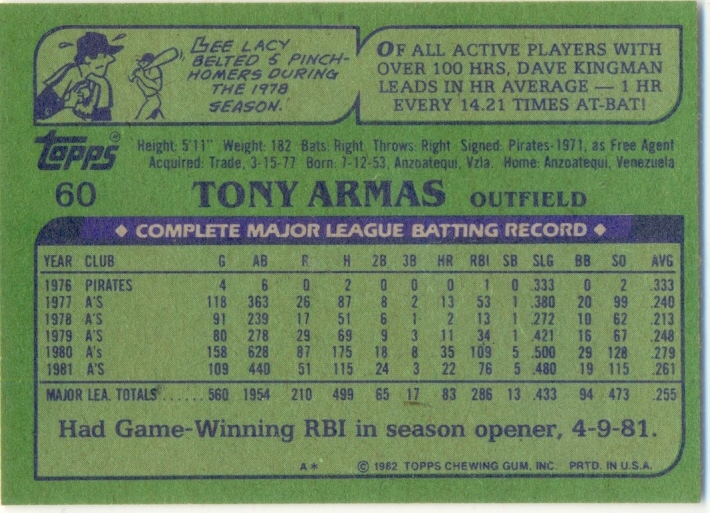 LEE LACY
BELTED 5 PINCH-
HOMERS DURING
THE 1978
SEASON.
OF ALL ACTIVE PLAYERS WITH
OVER 100 HRS, DAVE KINGMAN
LEADS IN HR AVERAGE — 1 HR
EVERY 14.21 TIMES AT-BAT!
Topps®
Height: 5'11" Weight: 182 Bats: Right Throws: Right Signed: Pirates-1971, as Free Agent
Acquired: Trade, 3-15-77 Born: 7-12-53, Anzoatequi, Vzla. Home: Anzoatequi, Venezuela
60 TONY ARMAS OUTFIELD
◆ COMPLETE MAJOR LEAGUE BATTING RECORD ◆
YEAR CLUB G AB R H 2B 3B HR RBI SB SLG BB SO AVG
1976 PIRATES 4 6 0 2 0 0 0 1 0 .333 0 2 .333
1977 A'S 118 363 26 87 8 2 13 53 1 .380 20 99 .240
1978 A'S 91 239 17 51 6 1 2 13 1 .272 10 62 .213
1979 A'S 80 278 29 69 9 3 11 34 1 .421 16 67 .248
1980 A's 158 628 87 175 18 8 35 109 5 .500 29 128 .279
1981 A'S 109 440 51 115 24 3 22 76 5 .480 19 115 .261
MAJOR LEA. TOTALS ...... 560 1954 210 499 65 17 83 286 13 .433 94 473 .255
Had Game-Winning RBI in season opener, 4-9-81.
A* © 1982 TOPPS CHEWING GUM, INC. PRTD. IN U.S.A.